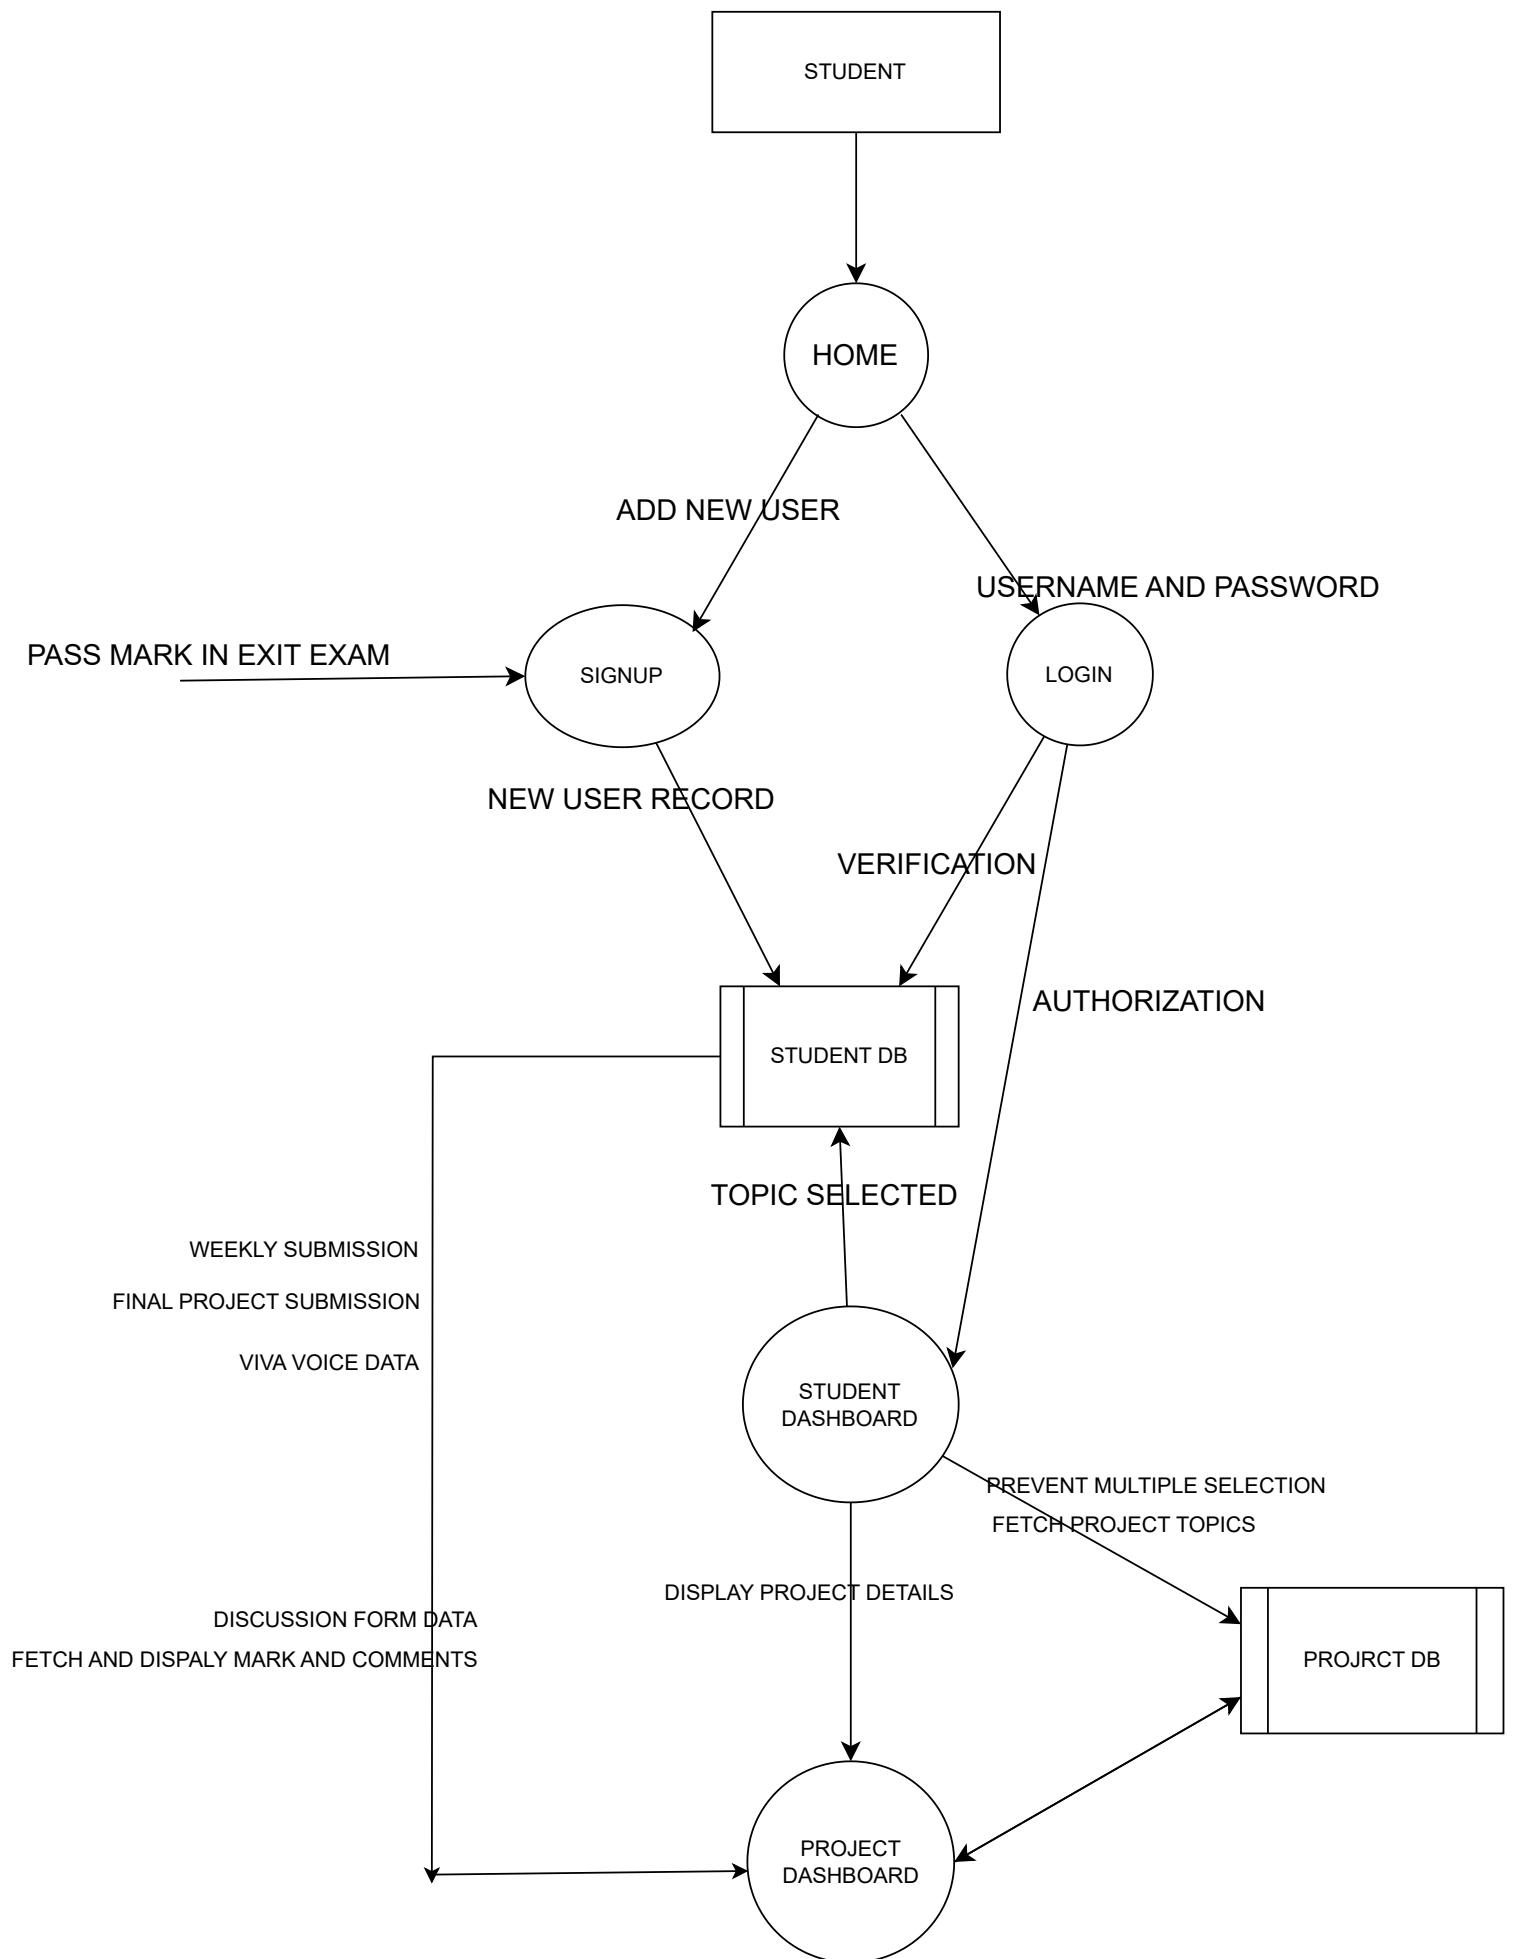 STUDENT
HOME
ADD NEW USER
USERNAME AND PASSWORD
PASS MARK IN EXIT EXAM
SIGNUP
LOGIN
NEW USER RECORD
VERIFICATION
AUTHORIZATION
STUDENT DB
TOPIC SELECTED
WEEKLY SUBMISSION
FINAL PROJECT SUBMISSION
VIVA VOICE DATA
STUDENT
DASHBOARD
PREVENT MULTIPLE SELECTION
FETCH PROJECT TOPICS
DISPLAY PROJECT DETAILS
DISCUSSION FORM DATA
FETCH AND DISPALY MARK AND COMMENTS
PROJRCT DB
PROJECT
DASHBOARD